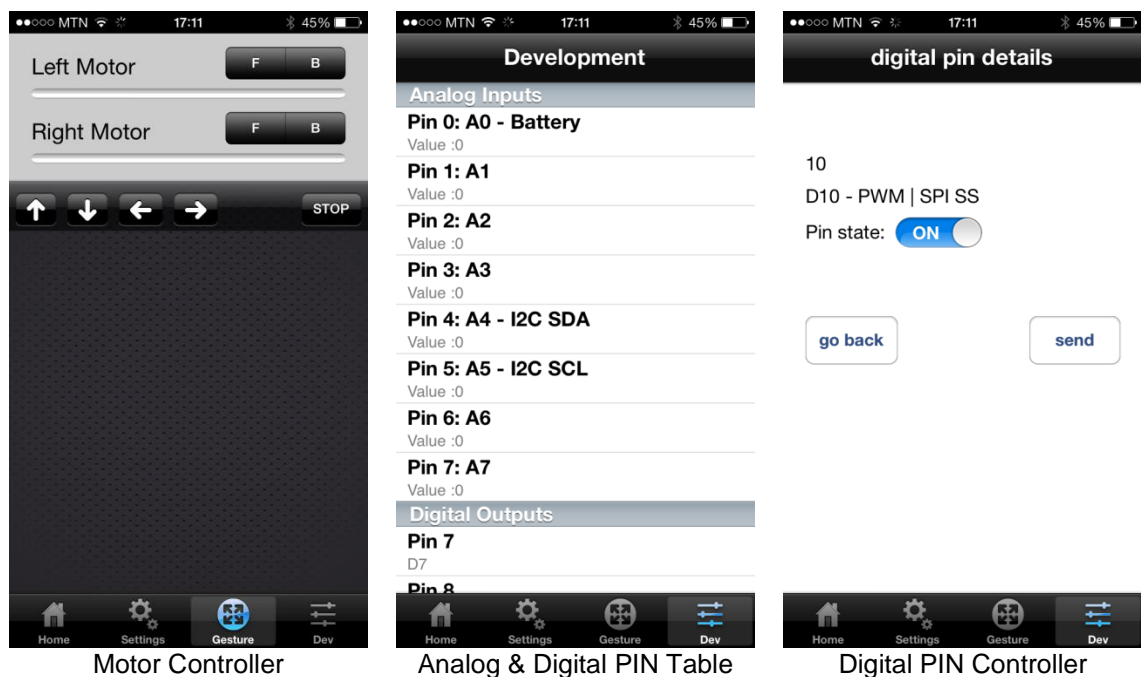 MTN 17:11 45%
Left Motor F B
Right Motor F B
STOP
Home Settings Gesture Dev
Motor Controller
MTN 17:11 45%
Development
Analog Inputs
Pin 0: A0 - Battery
Value :0
Pin 1: A1
Value :0
Pin 2: A2
Value :0
Pin 3: A3
Value :0
Pin 4: A4 - I2C SDA
Value :0
Pin 5: A5 - I2C SCL
Value :0
Pin 6: A6
Value :0
Pin 7: A7
Value :0
Digital Outputs
Pin 7
D7
Pin 8
Home Settings Gesture Dev
Analog & Digital PIN Table
MTN 17:11 45%
digital pin details
10
D10 - PWM | SPI SS
Pin state: ON
go back send
Home Settings Gesture Dev
Digital PIN Controller